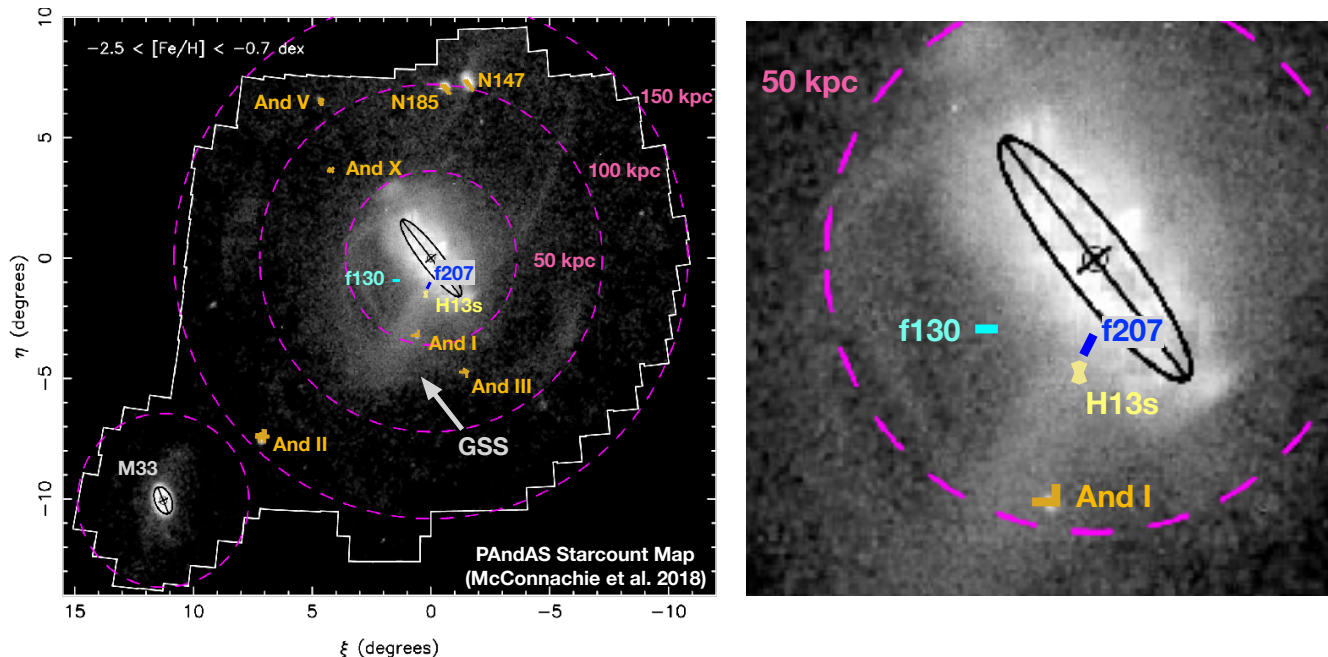 −2.5 < [Fe/H] < −0.7 dex
N147
150 kpc
And V
N185
And X
100 kpc
f130
f207
50 kpc
H13s
And I
And III
GSS
And II
M33
PAndAS Starcount Map
(McConnachie et al. 2018)
10
5
0
−5
−10
η (degrees)
15
10
5
0
−5
−10
ξ (degrees)
50 kpc
f130
f207
H13s
And I